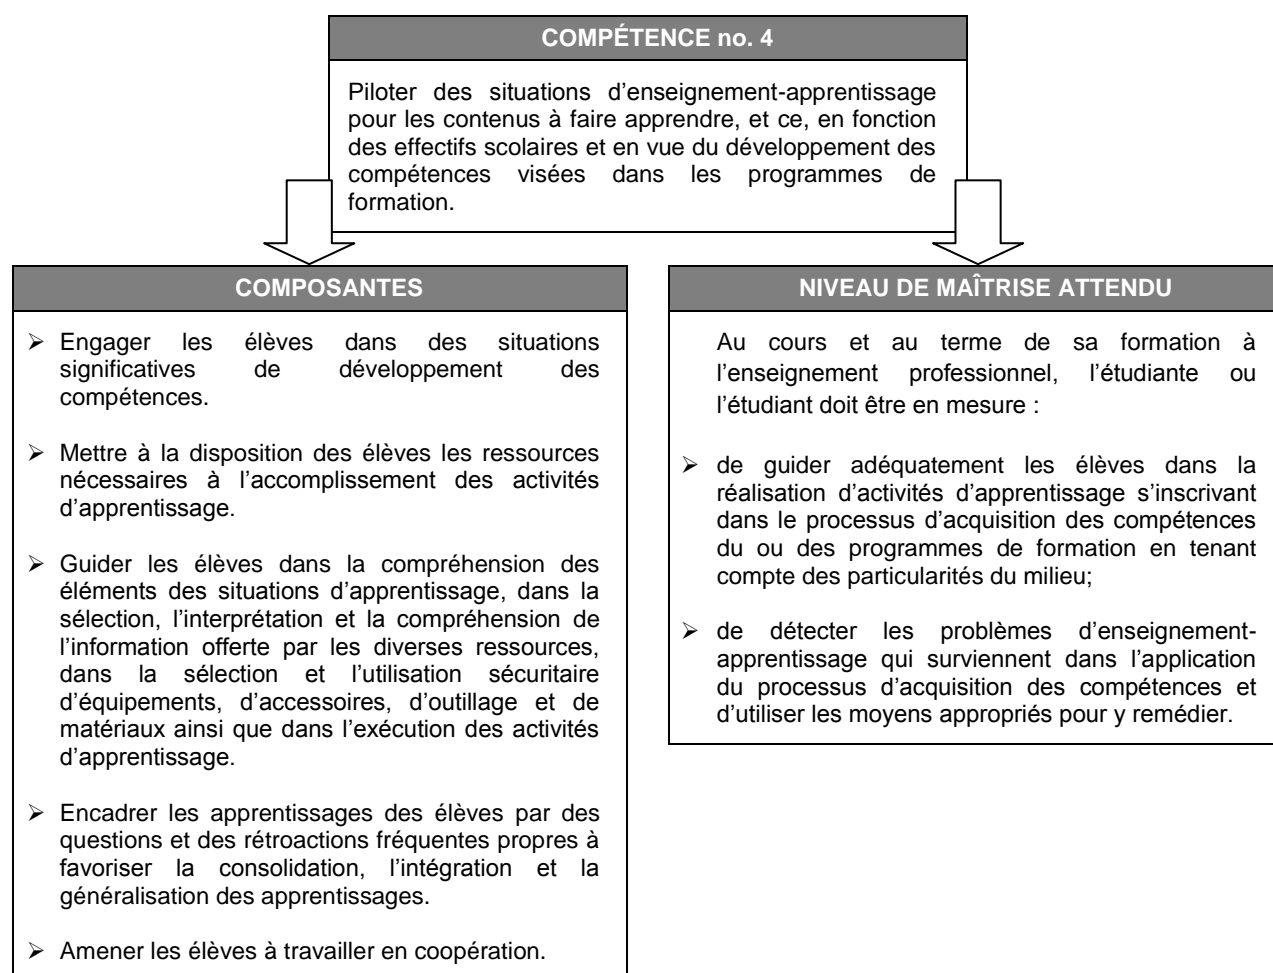 COMPÉTENCE no. 4
Piloter des situations d’enseignement-apprentissage
pour les contenus à faire apprendre, et ce, en fonction
des effectifs scolaires et en vue du développement des
compétences visées dans les programmes de
formation.
COMPOSANTES
➢ Engager les élèves dans des situations
significatives de développement des
compétences.
➢ Mettre à la disposition des élèves les ressources
nécessaires à l’accomplissement des activités
d’apprentissage.
➢ Guider les élèves dans la compréhension des
éléments des situations d’apprentissage, dans la
sélection, l’interprétation et la compréhension de
l’information offerte par les diverses ressources,
dans la sélection et l’utilisation sécuritaire
d’équipements, d’accessoires, d’outillage et de
matériaux ainsi que dans l’exécution des activités
d’apprentissage.
➢ Encadrer les apprentissages des élèves par des
questions et des rétroactions fréquentes propres à
favoriser la consolidation, l’intégration et la
généralisation des apprentissages.
➢ Amener les élèves à travailler en coopération.
NIVEAU DE MAÎTRISE ATTENDU
Au cours et au terme de sa formation à
l’enseignement professionnel, l’étudiante ou
l’étudiant doit être en mesure :
➢ de guider adéquatement les élèves dans la
réalisation d’activités d’apprentissage s’inscrivant
dans le processus d’acquisition des compétences
du ou des programmes de formation en tenant
compte des particularités du milieu;
➢ de détecter les problèmes d’enseignement-
apprentissage qui surviennent dans l’application
du processus d’acquisition des compétences et
d’utiliser les moyens appropriés pour y remédier.